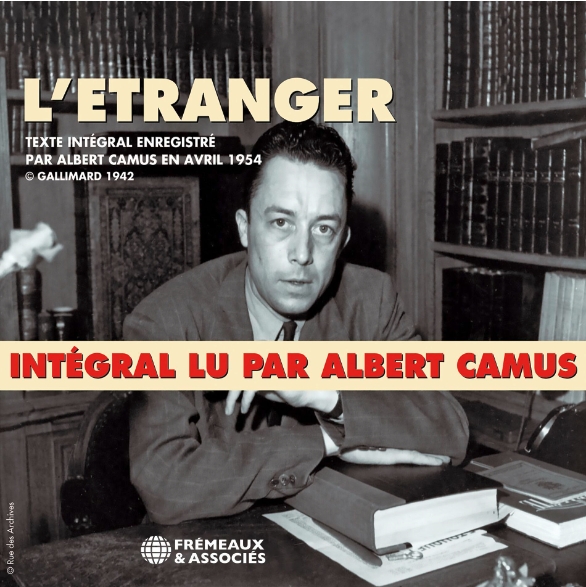 L'ETRANGER
TEXTE INTÉGRAL ENREGISTRÉ
PAR ALBERT CAMUS EN AVRIL 1954
© GALLIMARD 1942
INTÉGRAL LU PAR ALBERT CAMUS
FRÉMEAUX
& ASSOCIÉS
© Rue des Archives